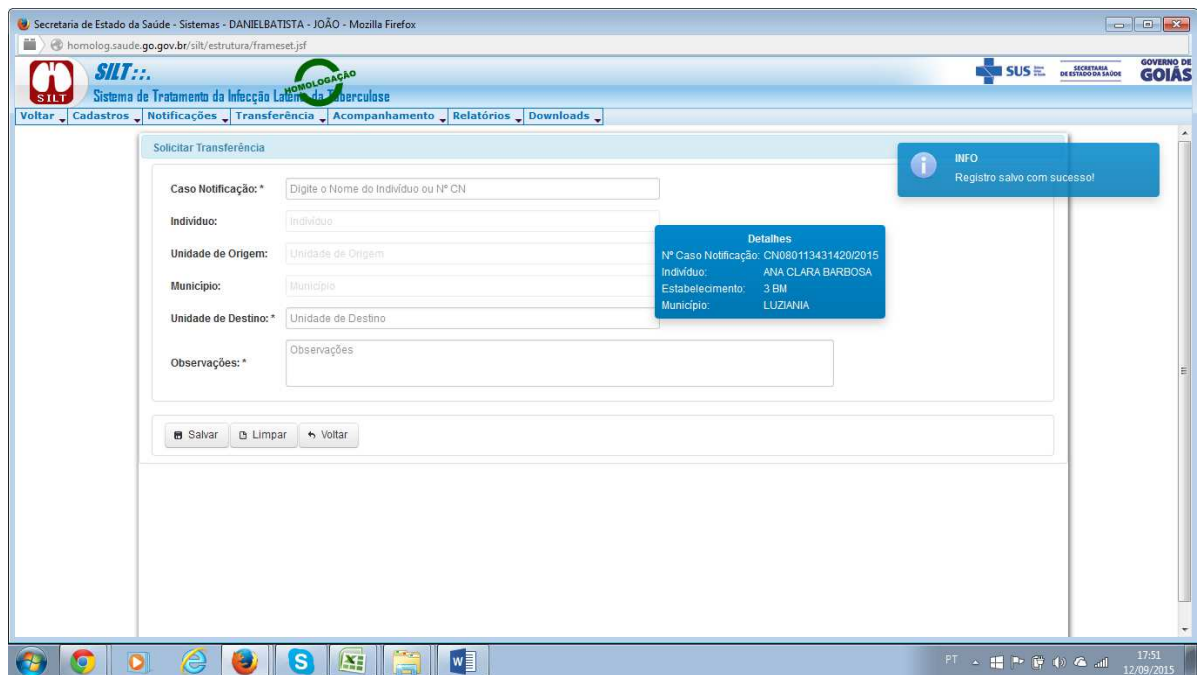 Secretaria de Estado da Saúde - Sistemas - DANIELBATISTA - JOÃO - Mozilla Firefox
homolog.saude.go.gov.br/silt/estrutura/frameset.jsf
SILT
SILT::.
Sistema de Tratamento da Infecção Latente da Tuberculose
HOMOLOGAÇÃO
SUS
SECRETARIA
DE ESTADO DA SAÚDE
GOVERNO DE
GOIÁS
Voltar Cadastros Notificações Transferência Acompanhamento Relatórios Downloads
Solicitar Transferência
INFO
Registro salvo com sucesso!
Caso Notificação: * Digite o Nome do Indivíduo ou Nº CN
Indivíduo: Indivíduo
Unidade de Origem: Unidade de Origem
Município: Município
Unidade de Destino: * Unidade de Destino
Observações: * Observações
Detalhes
Nº Caso Notificação: CN080113431420/2015
Indivíduo: ANA CLARA BARBOSA
Estabelecimento: 3 BM
Município: LUZIANIA
Salvar Limpar Voltar
PT
17:51
12/09/2015